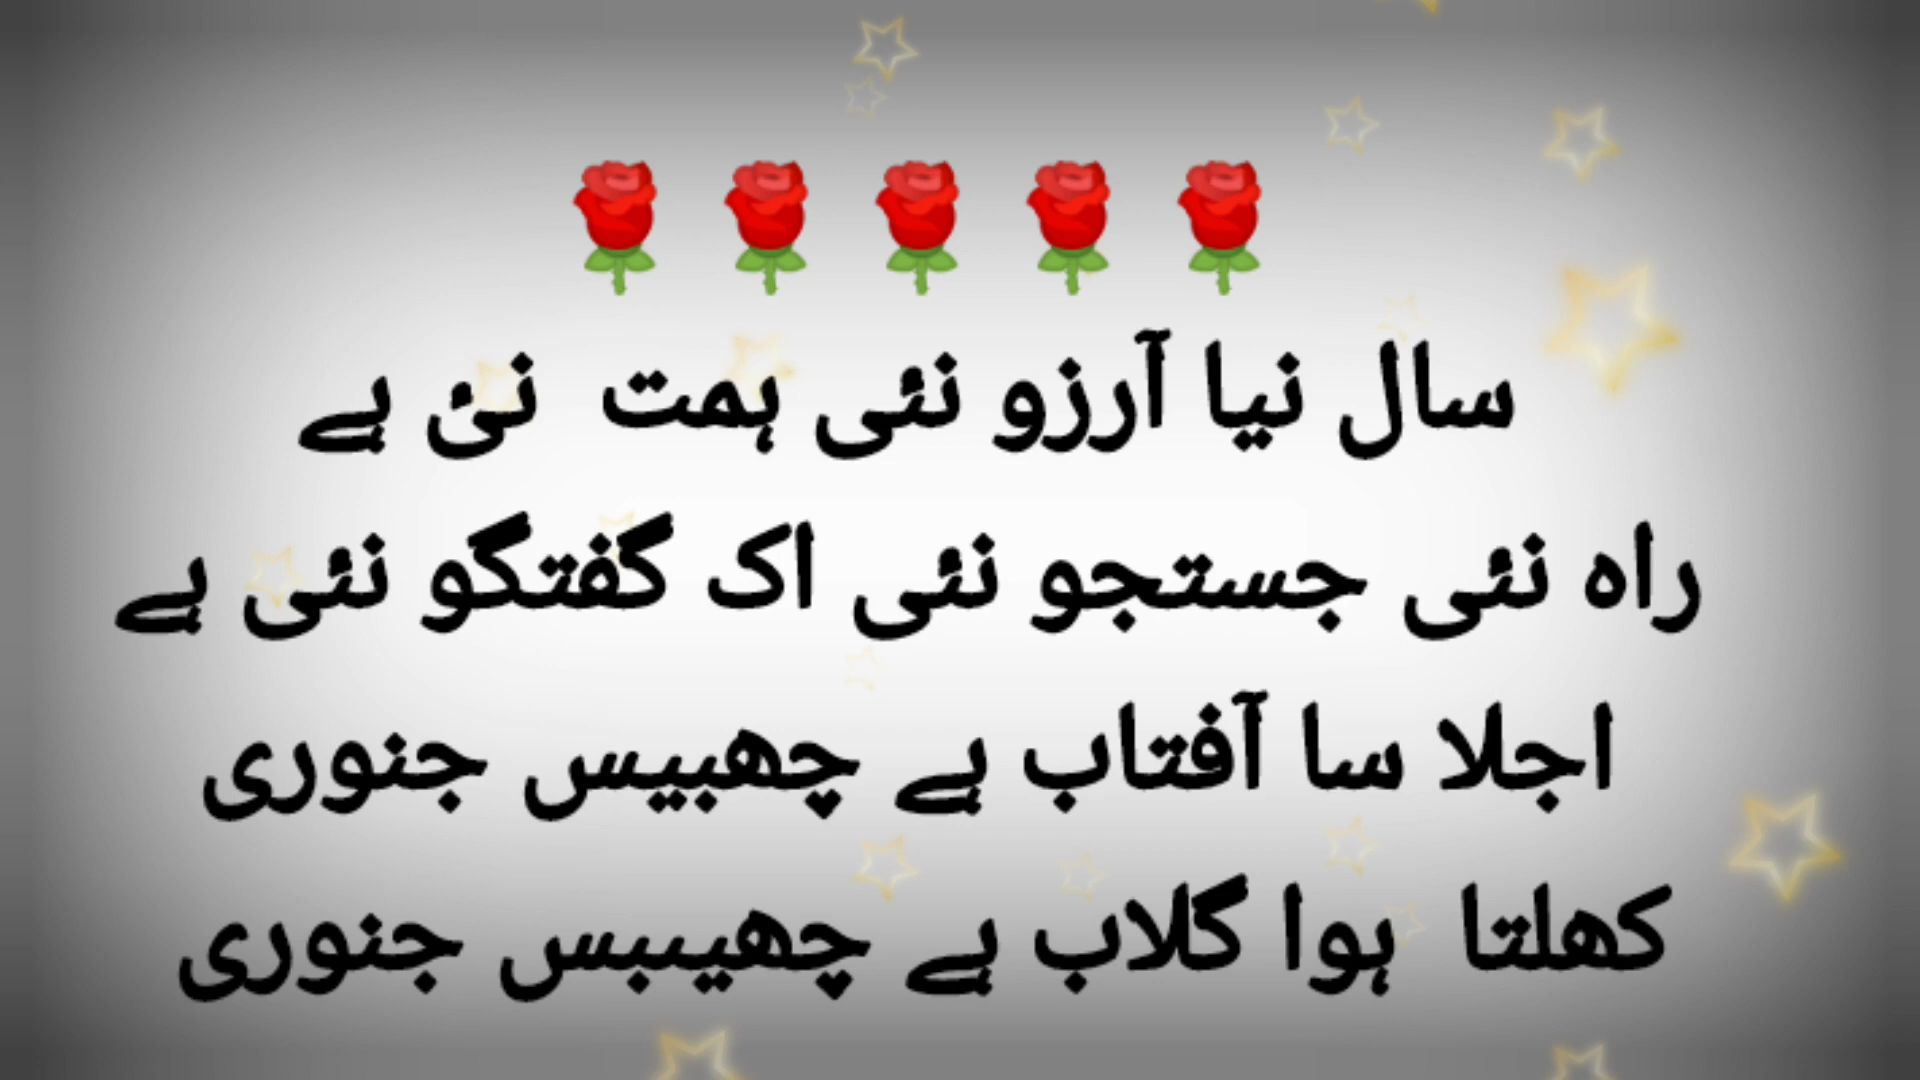 🌹 🌹 🌹 🌹 🌹
سال نیا آرزو نئی ہمت نئ ہے
راہ نئی جستجو نئی اک گفتگو نئی ہے
اجلا سا آفتاب ہے چھبیس جنوری
کھلتا ہوا گلاب ہے چھیبس جنوری